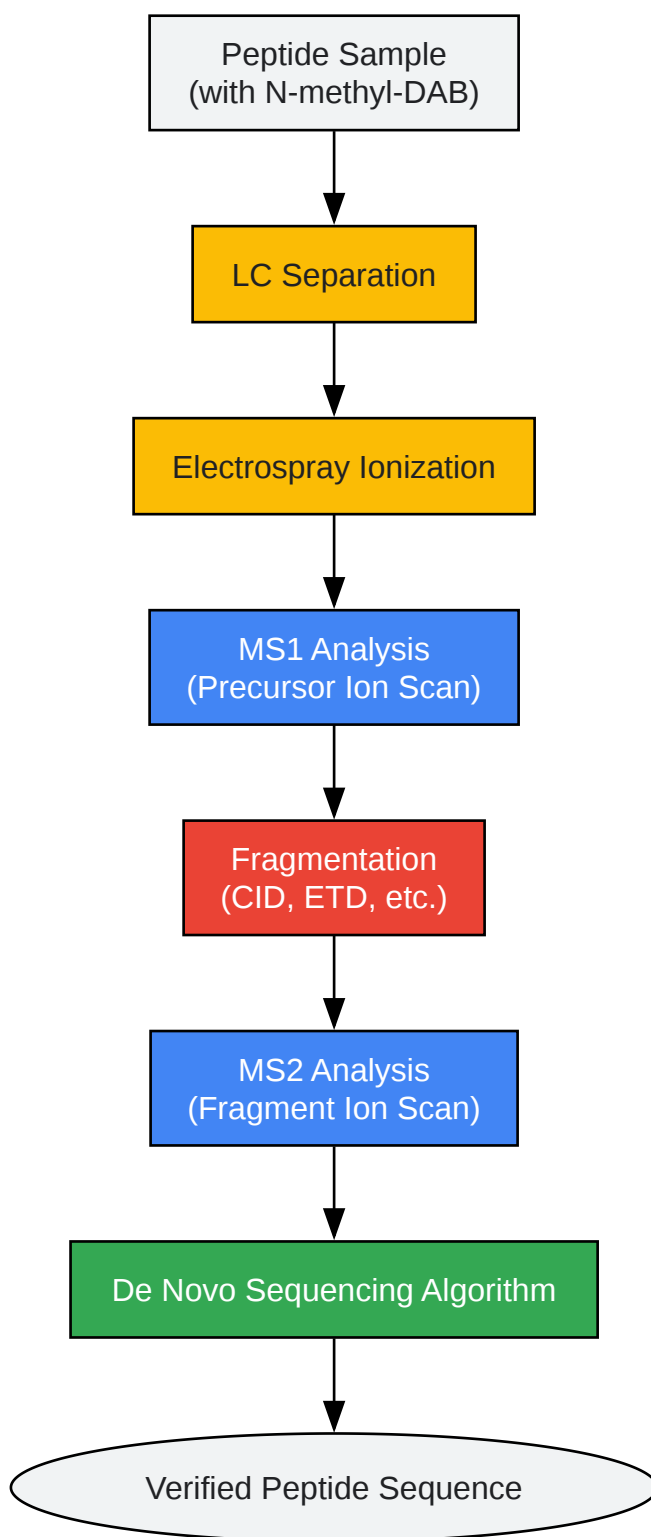 Peptide Sample
(with N-methyl-DAB)
LC Separation
Electrospray Ionization
MS1 Analysis
(Precursor Ion Scan)
Fragmentation
(CID, ETD, etc.)
MS2 Analysis
(Fragment Ion Scan)
De Novo Sequencing Algorithm
Verified Peptide Sequence